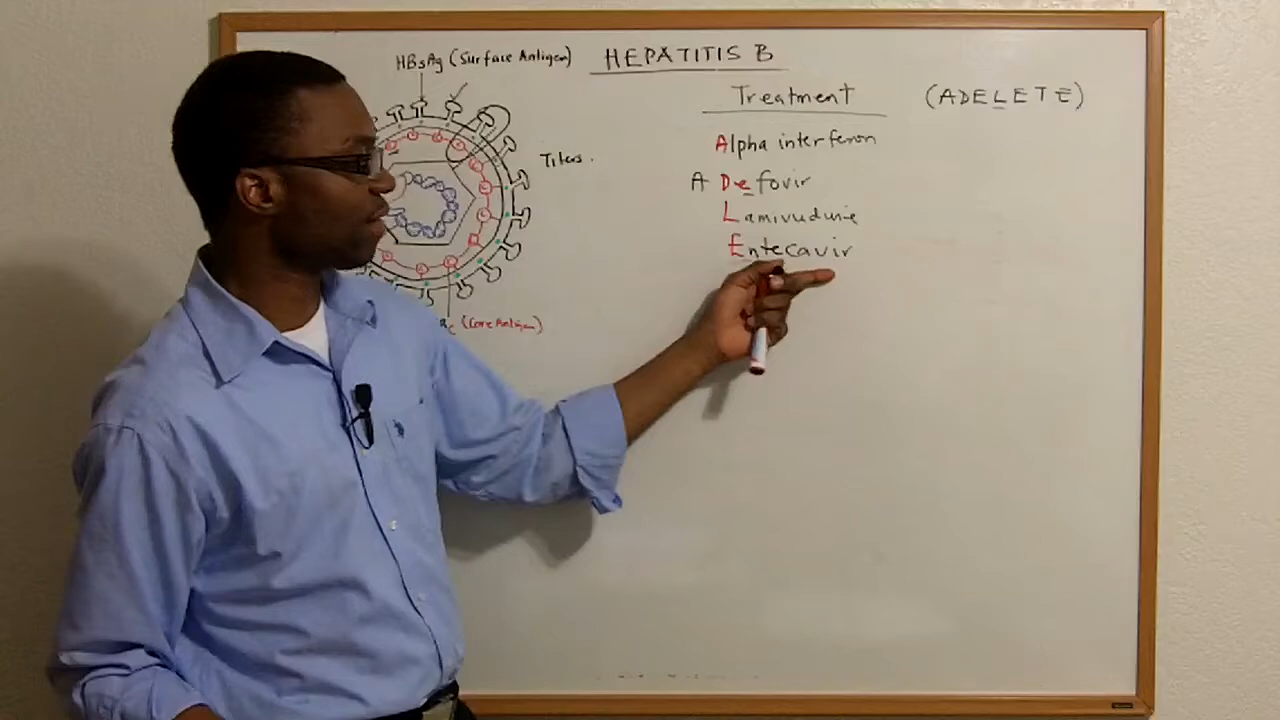 HEPATITIS B
HBsAg (Surface Antigen)
Treatment (ADELETE)
Alpha interferon
Titers.
A Defovir
Lamivudine
Entecavir
(Core Antigen)